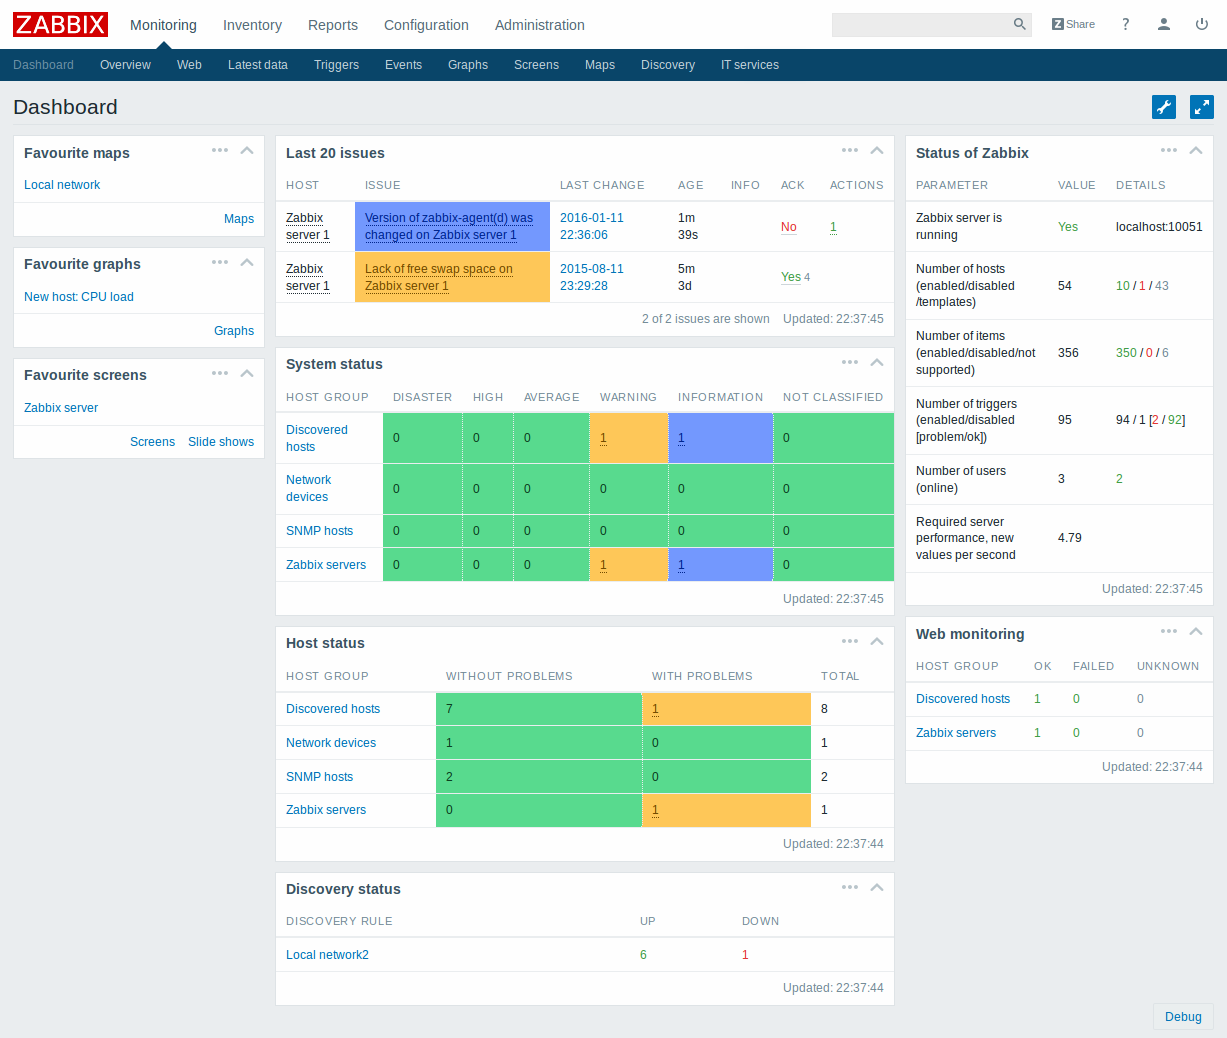 ZABBIX Monitoring Inventory Reports Configuration Administration Z Share ?
Dashboard Overview Web Latest data Triggers Events Graphs Screens Maps Discovery IT services
Dashboard
Favourite maps
Local network
Maps
Favourite graphs
New host: CPU load
Graphs
Favourite screens
Zabbix server
Screens Slide shows
Last 20 issues
HOST ISSUE LAST CHANGE AGE INFO ACK ACTIONS
Zabbix server 1 Version of zabbix-agent(d) was changed on Zabbix server 1 2016-01-11 22:36:06 1m 39s No 1
Zabbix server 1 Lack of free swap space on Zabbix server 1 2015-08-11 23:29:28 5m 3d Yes 4
2 of 2 issues are shown Updated: 22:37:45
System status
HOST GROUP DISASTER HIGH AVERAGE WARNING INFORMATION NOT CLASSIFIED
Discovered hosts 0 0 0 1 1 0
Network devices 0 0 0 0 0 0
SNMP hosts 0 0 0 0 0 0
Zabbix servers 0 0 0 1 1 0
Updated: 22:37:45
Host status
HOST GROUP WITHOUT PROBLEMS WITH PROBLEMS TOTAL
Discovered hosts 7 1 8
Network devices 1 0 1
SNMP hosts 2 0 2
Zabbix servers 0 1 1
Updated: 22:37:44
Discovery status
DISCOVERY RULE UP DOWN
Local network2 6 1
Updated: 22:37:44
Status of Zabbix
PARAMETER VALUE DETAILS
Zabbix server is running Yes localhost:10051
Number of hosts (enabled/disabled/templates) 54 10 / 1 / 43
Number of items (enabled/disabled/not supported) 356 350 / 0 / 6
Number of triggers (enabled/disabled [problem/ok]) 95 94 / 1 [2 / 92]
Number of users (online) 3 2
Required server performance, new values per second 4.79
Updated: 22:37:45
Web monitoring
HOST GROUP OK FAILED UNKNOWN
Discovered hosts 1 0 0
Zabbix servers 1 0 0
Updated: 22:37:44
Debug